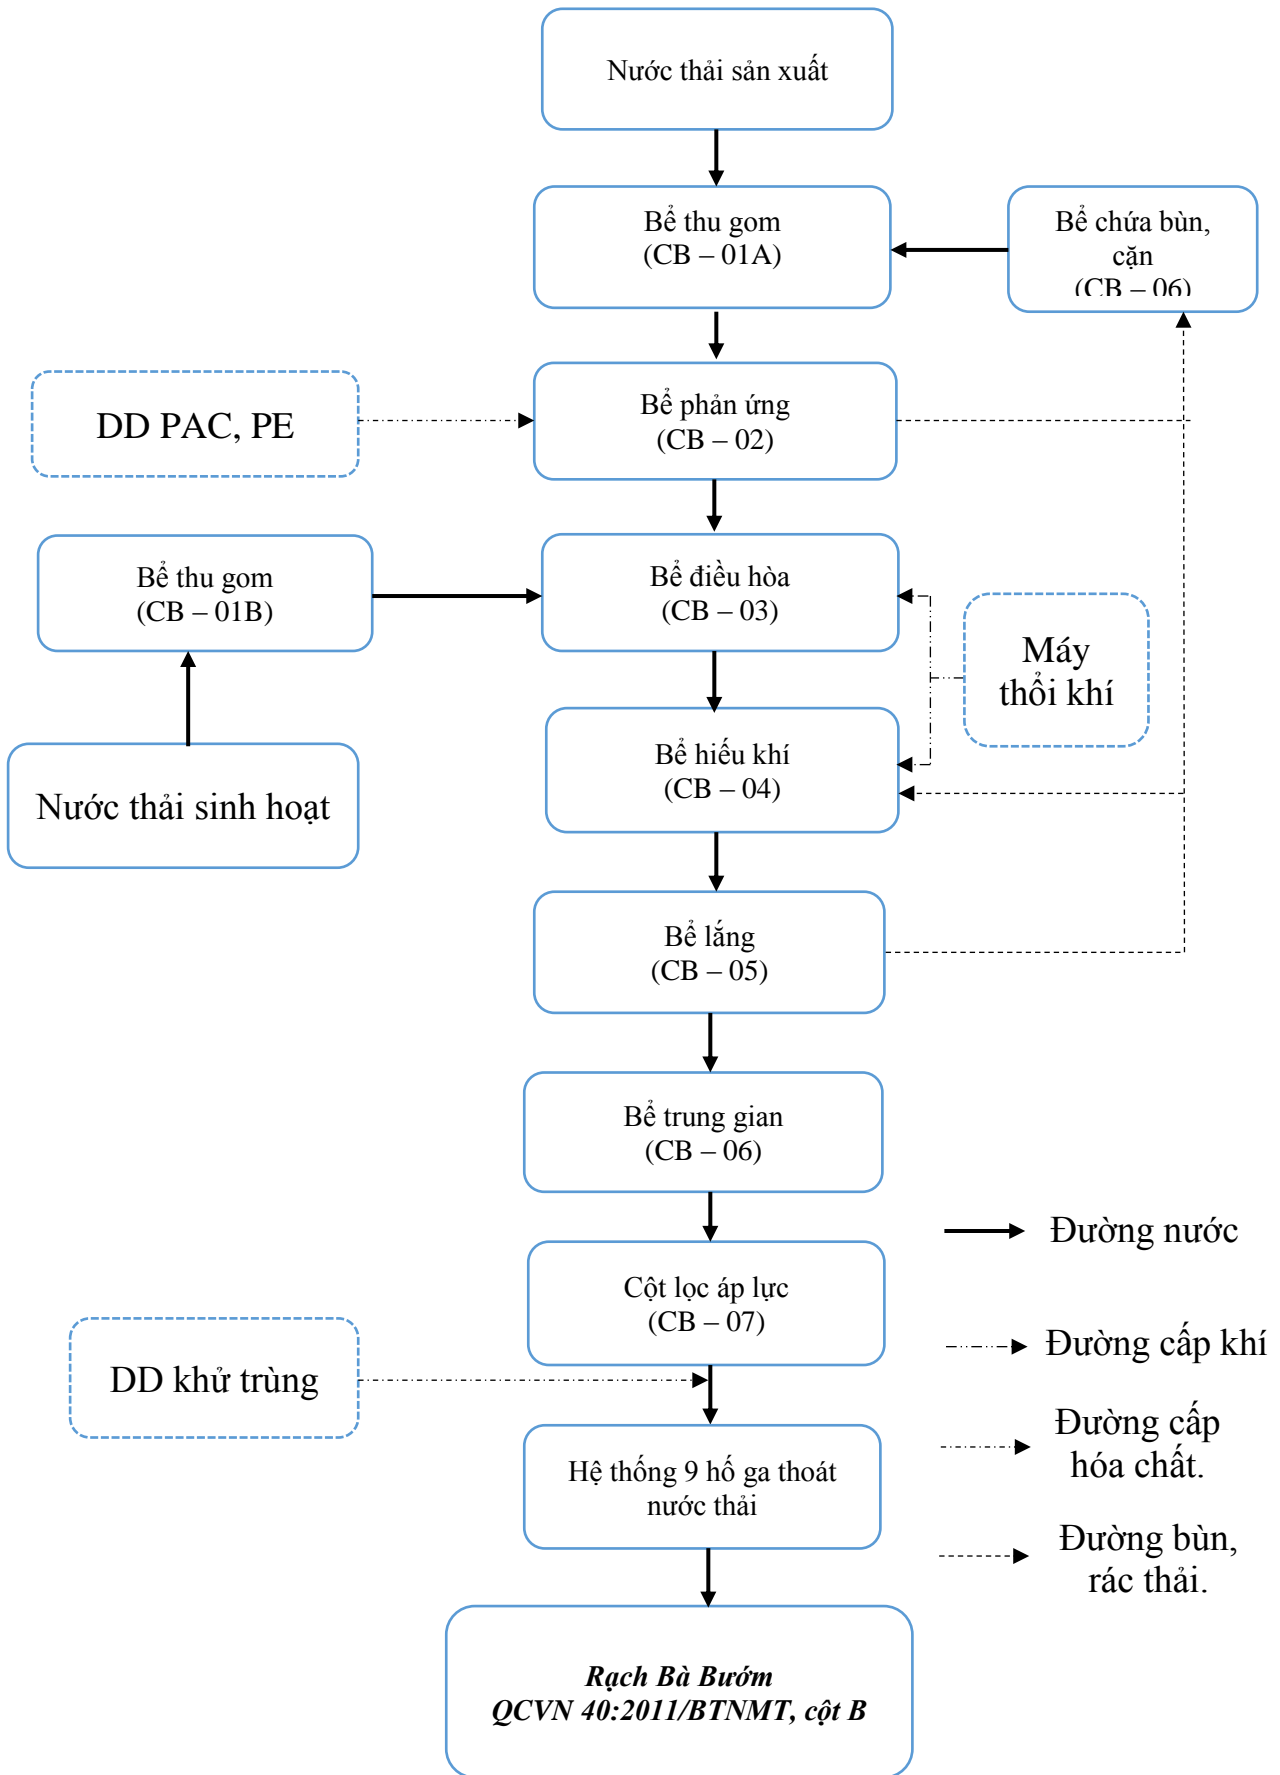 Nước thải sản xuất
Bể thu gom
(CB – 01A)
Bể chứa bùn,
cặn
(CB – 06)
DD PAC, PE
Bể phản ứng
(CB – 02)
Bể thu gom
(CB – 01B)
Bể điều hòa
(CB – 03)
Máy
thổi khí
Nước thải sinh hoạt
Bể hiếu khí
(CB – 04)
Bể lắng
(CB – 05)
Bể trung gian
(CB – 06)
Cột lọc áp lực
(CB – 07)
DD khử trùng
Hệ thống 9 hố ga thoát
nước thải
Rạch Bà Bướm
QCVN 40:2011/BTNMT, cột B
Đường nước
Đường cấp khí
Đường cấp
hóa chất.
Đường bùn,
rác thải.